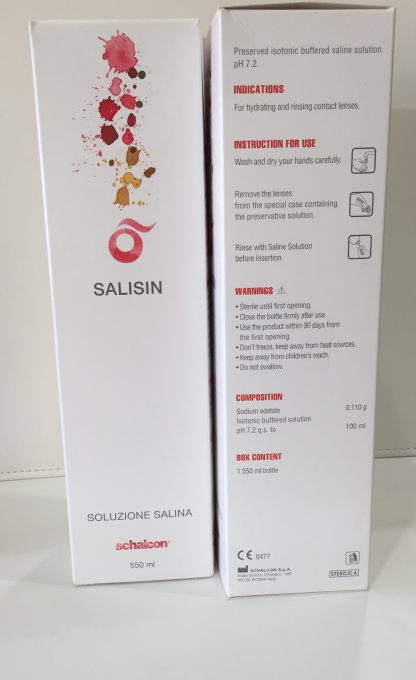 SALISIN
SOLUZIONE SALINA
schalcon®
550 ml
Preserved isotonic buffered saline solution
pH 7.2.
INDICATIONS
For hydrating and rinsing contact lenses.
INSTRUCTION FOR USE
Wash and dry your hands carefully.
Remove the lenses
from the special case containing
the preservative solution.
Rinse with Saline Solution
before insertion.
WARNINGS ⚠
• Sterile until first opening.
• Close the bottle firmly after use.
• Use the product within 90 days from
the first opening.
• Don't freeze, keep away from heat sources.
• Keep away from children's reach.
• Do not swallow.
COMPOSITION
Sodium edetate 0.110 g
Isotonic buffered solution
pH 7.2 q.s. to 100 ml
BOX CONTENT
1 550 ml bottle
CE 0477
SCHALCON S.p.A.
00126 ROMA Italy
STERILE A